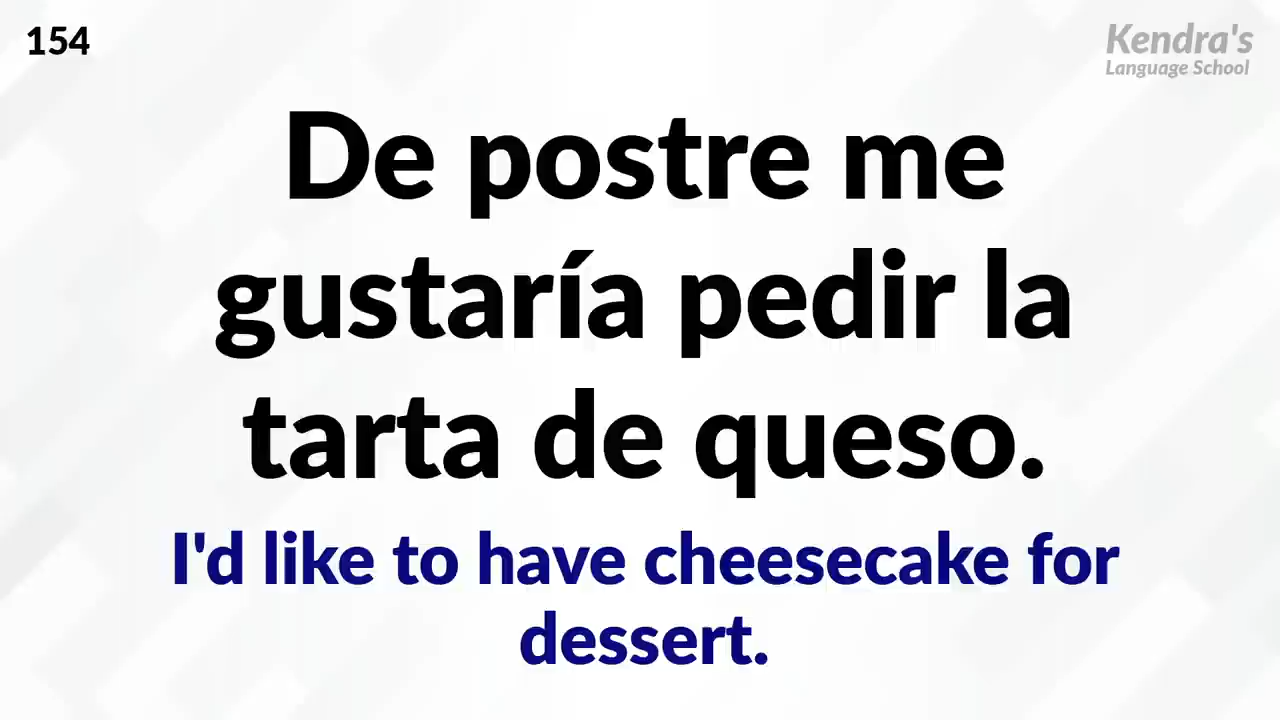 154
Kendra's
Language School
De postre me
gustaría pedir la
tarta de queso.
I'd like to have cheesecake for
dessert.